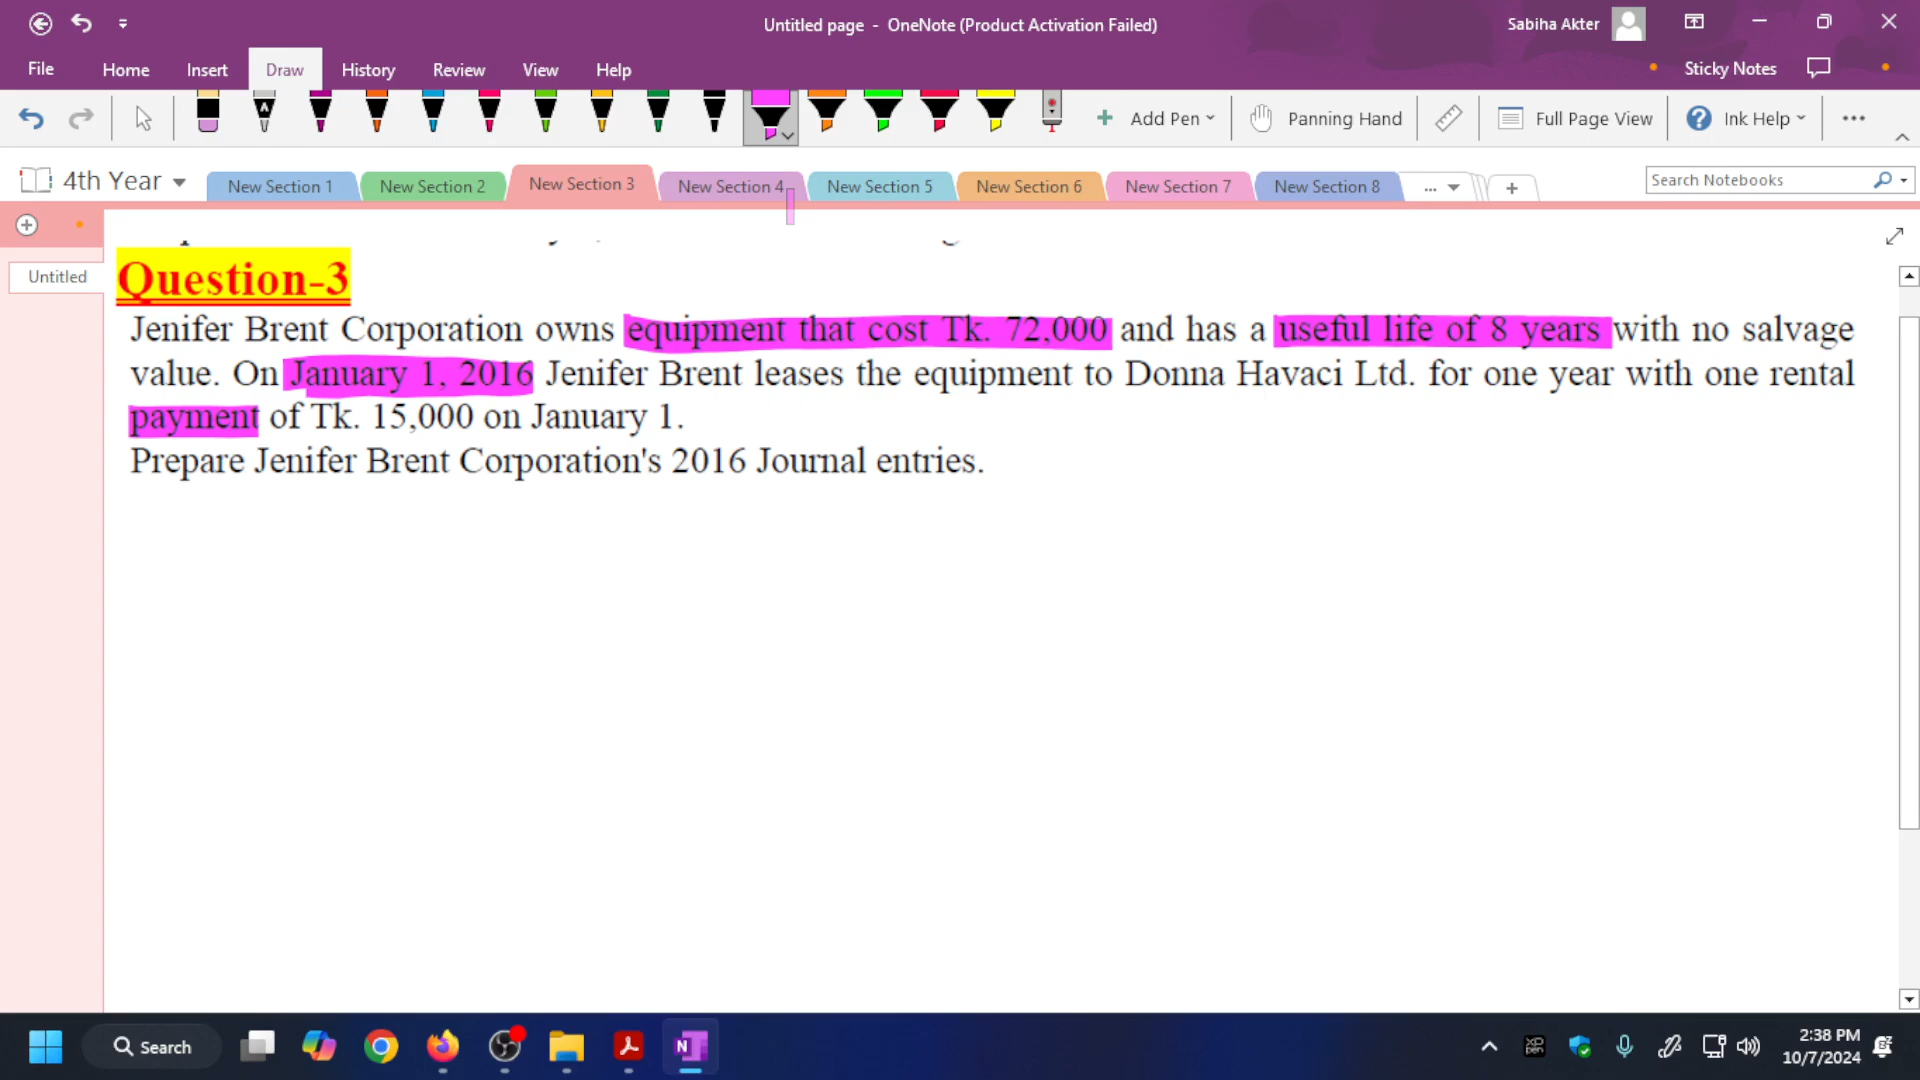 Untitled page - OneNote (Product Activation Failed)
Sabiha Akter
File Home Insert Draw History Review View Help
Sticky Notes
Add Pen
Panning Hand
Full Page View
Ink Help
4th Year
New Section 1
New Section 2
New Section 3
New Section 4
New Section 5
New Section 6
New Section 7
New Section 8
...
Search Notebooks
Untitled
Question-3
Jenifer Brent Corporation owns equipment that cost Tk. 72,000 and has a useful life of 8 years with no salvage
value. On January 1, 2016 Jenifer Brent leases the equipment to Donna Havaci Ltd. for one year with one rental
payment of Tk. 15,000 on January 1.
Prepare Jenifer Brent Corporation's 2016 Journal entries.
Search
2:38 PM
10/7/2024